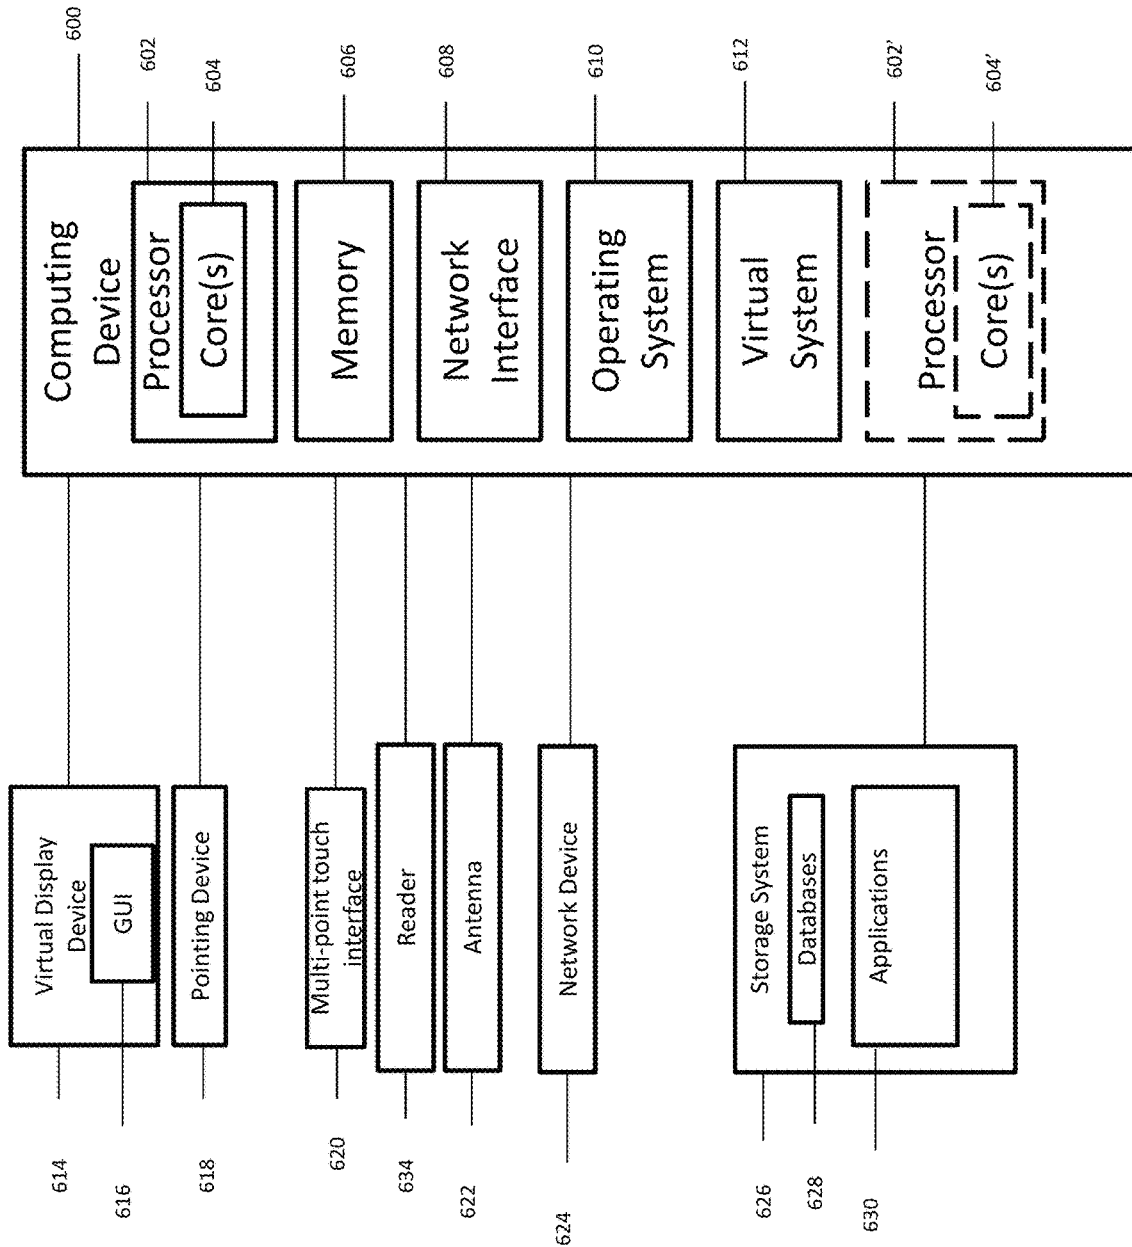 600
602
604
606
608
610
612
602'
604'
Computing
Device
Processor
Core(s)
Memory
Network
Interface
Operating
System
Virtual
System
Processor
Core(s)
Virtual Display
Device
GUI
Pointing Device
Multi-point touch
interface
Reader
Antenna
Network Device
Storage System
Databases
Applications
614
616
618
620
634
622
624
626
628
630